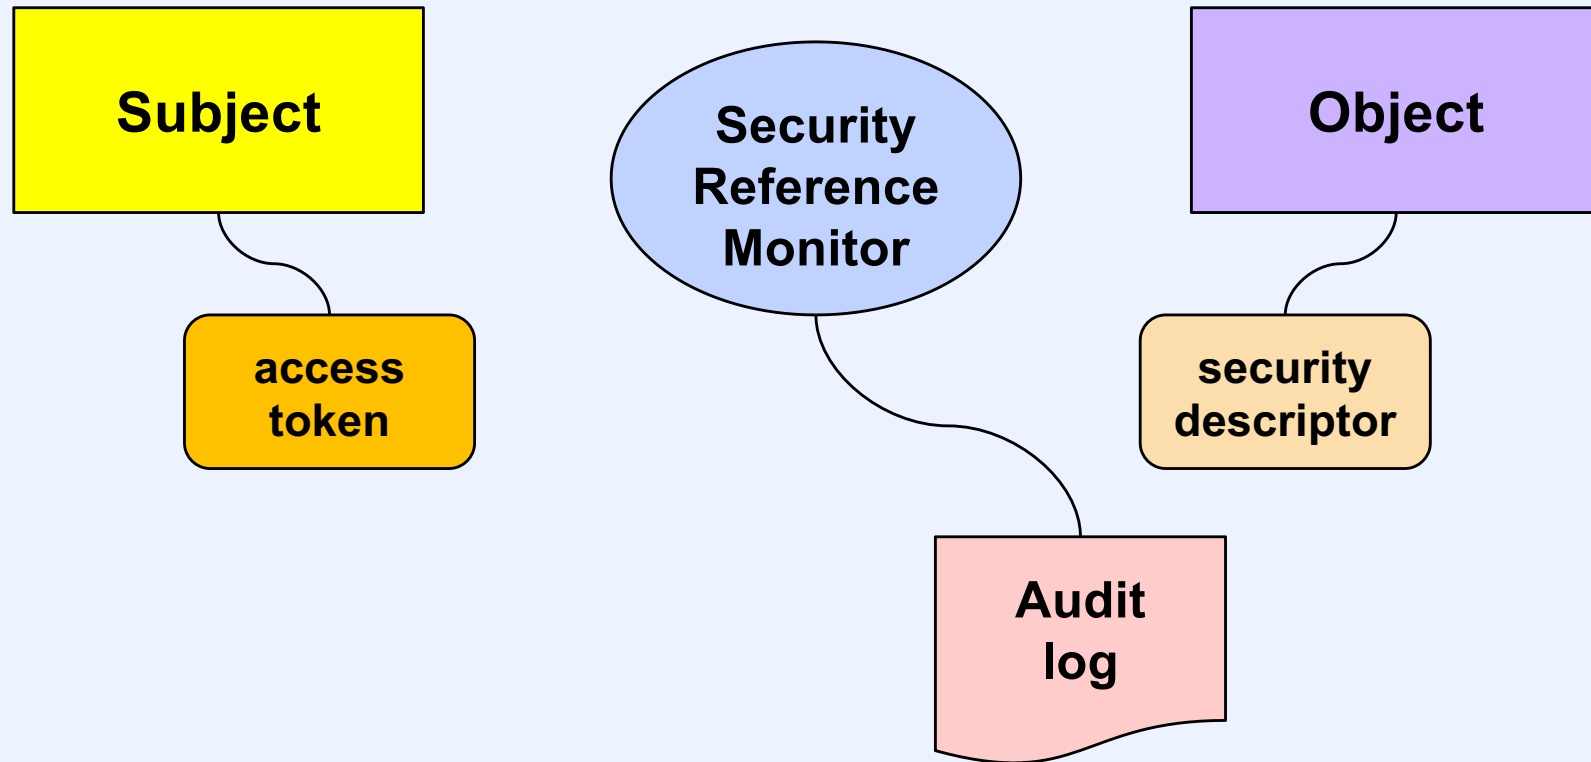 Subject
Security
Reference
Monitor
Object
access
token
security
descriptor
Audit
log